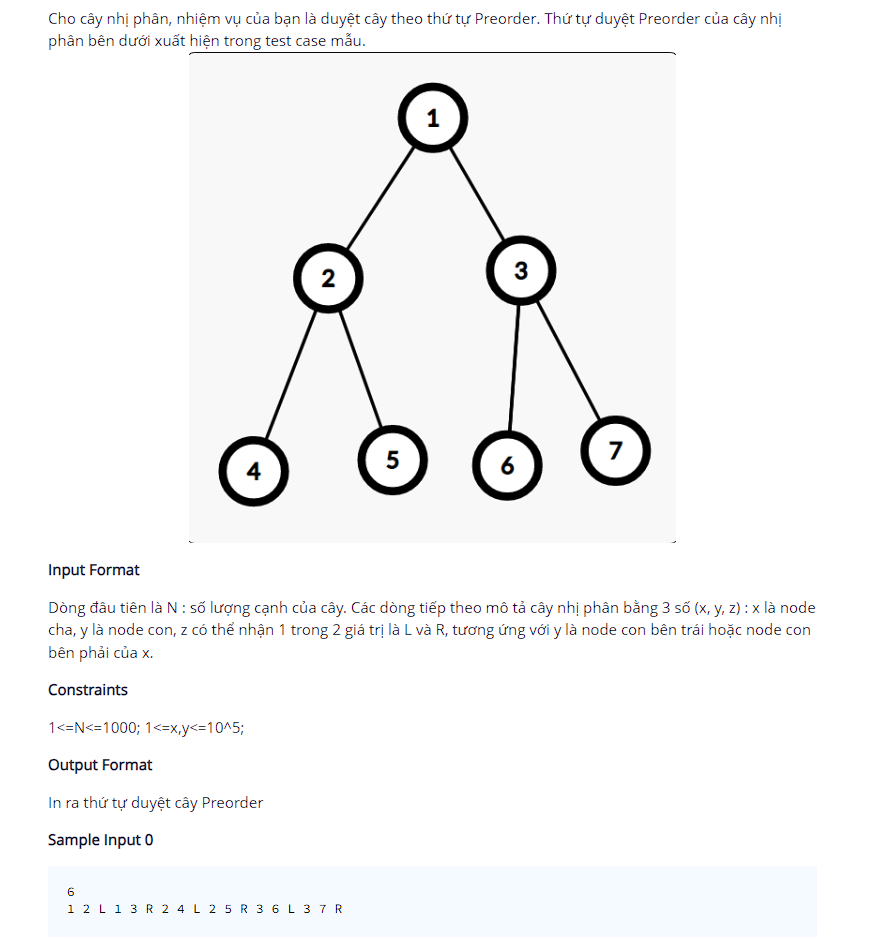 Cho cây nhị phân, nhiệm vụ của bạn là duyệt cây theo thứ tự Preorder. Thứ tự duyệt Preorder của cây nhị
phân bên dưới xuất hiện trong test case mẫu.
1
2
3
4
5
6
7
Input Format
Dòng đâu tiên là N : số lượng cạnh của cây. Các dòng tiếp theo mô tả cây nhị phân bằng 3 số (x, y, z) : x là node
cha, y là node con, z có thể nhận 1 trong 2 giá trị là L và R, tương ứng với y là node con bên trái hoặc node con
bên phải của x.
Constraints
1<=N<=1000; 1<=x,y<=10^5;
Output Format
In ra thứ tự duyệt cây Preorder
Sample Input 0
6
1 2 L 1 3 R 2 4 L 2 5 R 3 6 L 3 7 R